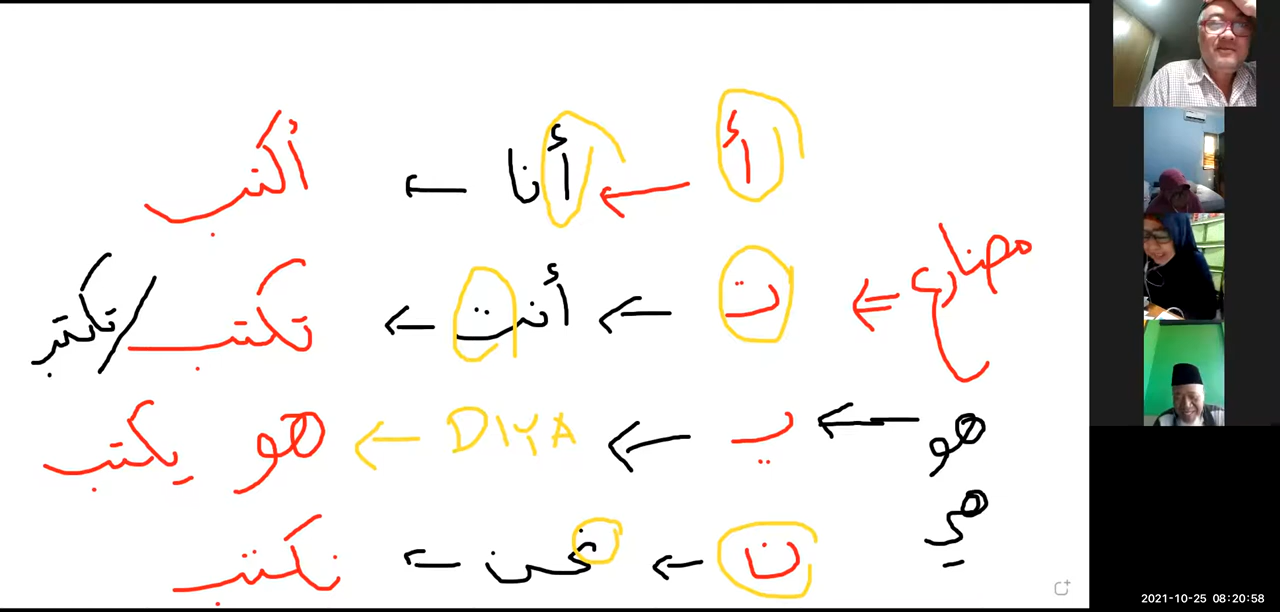 أ ← أنا ← أكتب
مضارع ⇐ ت ← أنت ← تكتب / تكتب
هو ← يـ ← DIYA ← هو يكتب
هي
ن ← نحن ← نكتب
2021-10-25 08:20:58